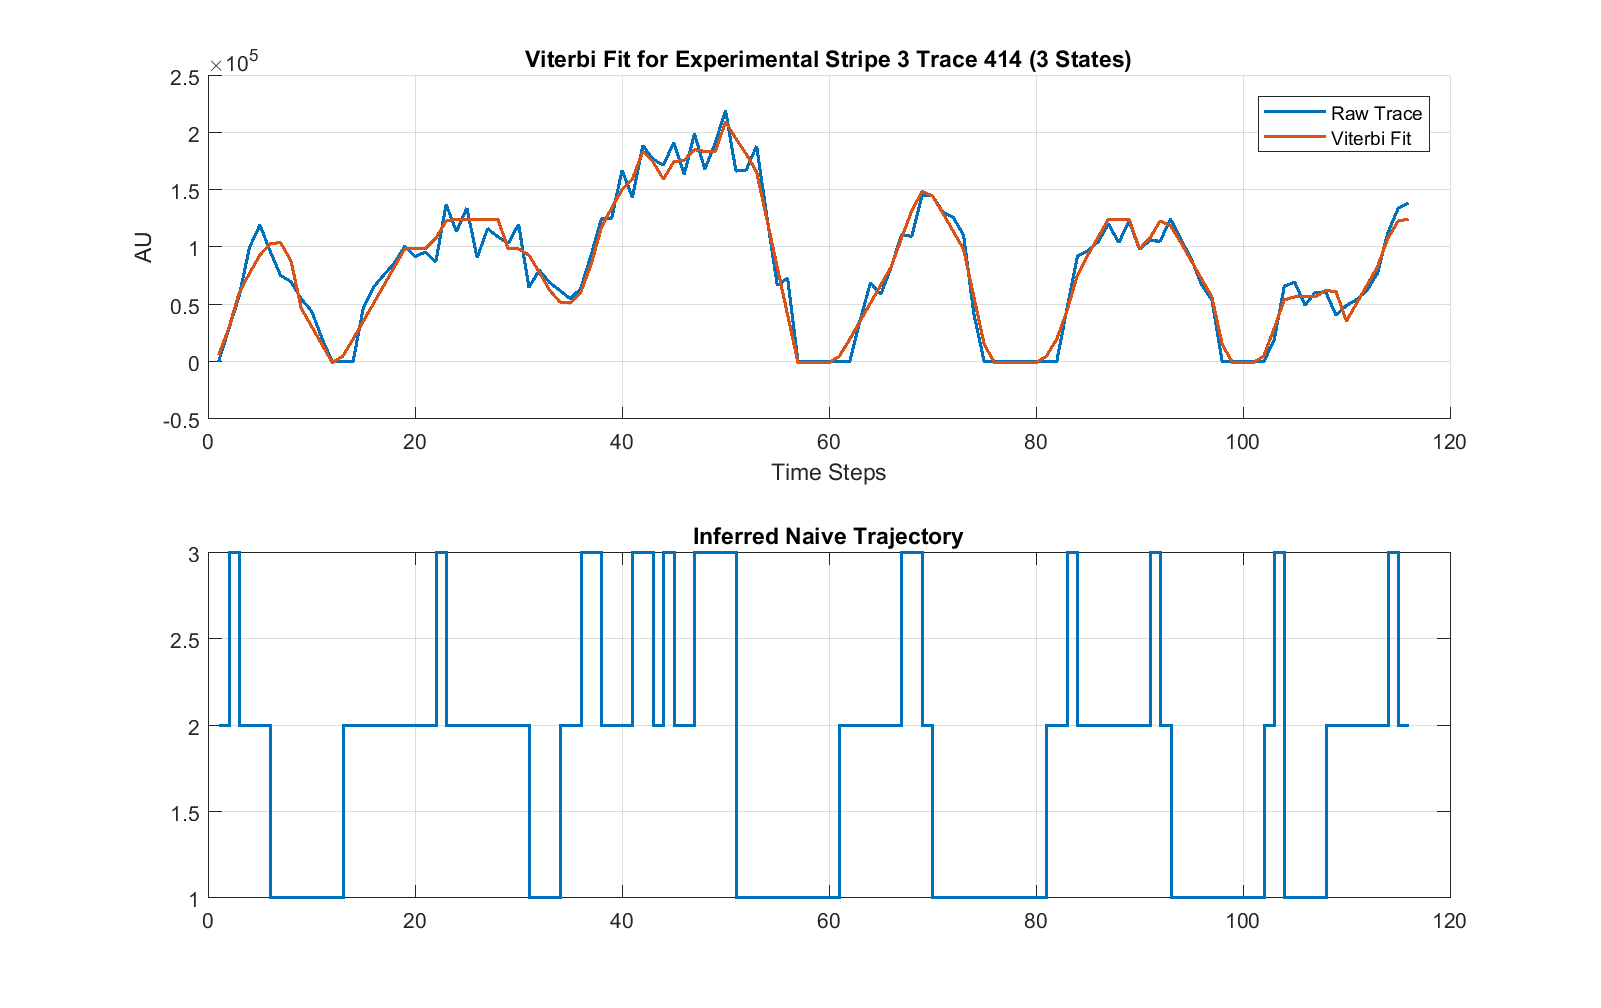 Viterbi Fit for Experimental Stripe 3 Trace 414 (3 States)
×10^5
2.5
2
1.5
1
0.5
0
-0.5
AU
Raw Trace
Viterbi Fit
0 20 40 60 80 100 120
Time Steps
Inferred Naive Trajectory
3
2.5
2
1.5
1
0 20 40 60 80 100 120